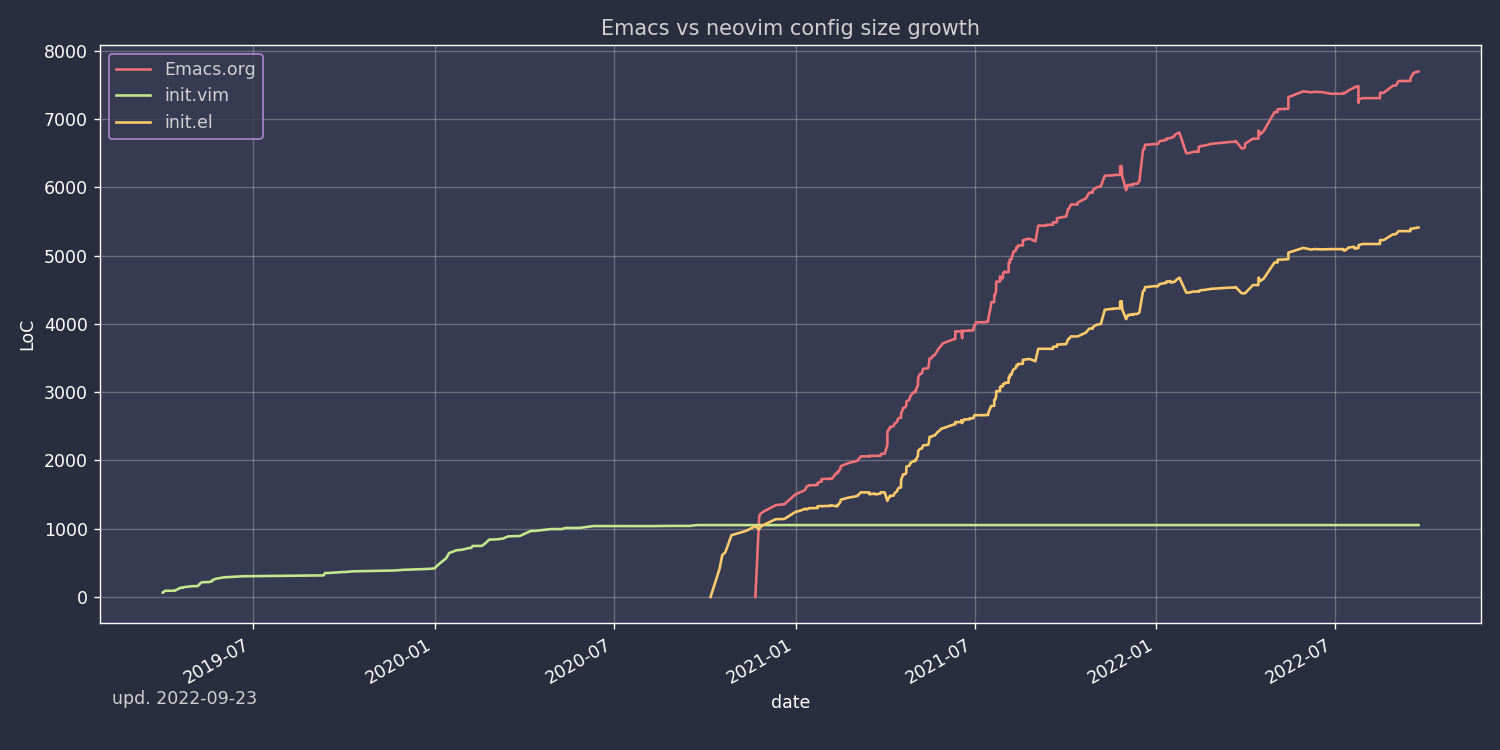 Emacs vs neovim config size growth
8000
7000
6000
5000
4000
3000
2000
1000
0
LoC
Emacs.org
init.vim
init.el
2019-07
2020-01
2020-07
2021-01
2021-07
2022-01
2022-07
date
upd. 2022-09-23